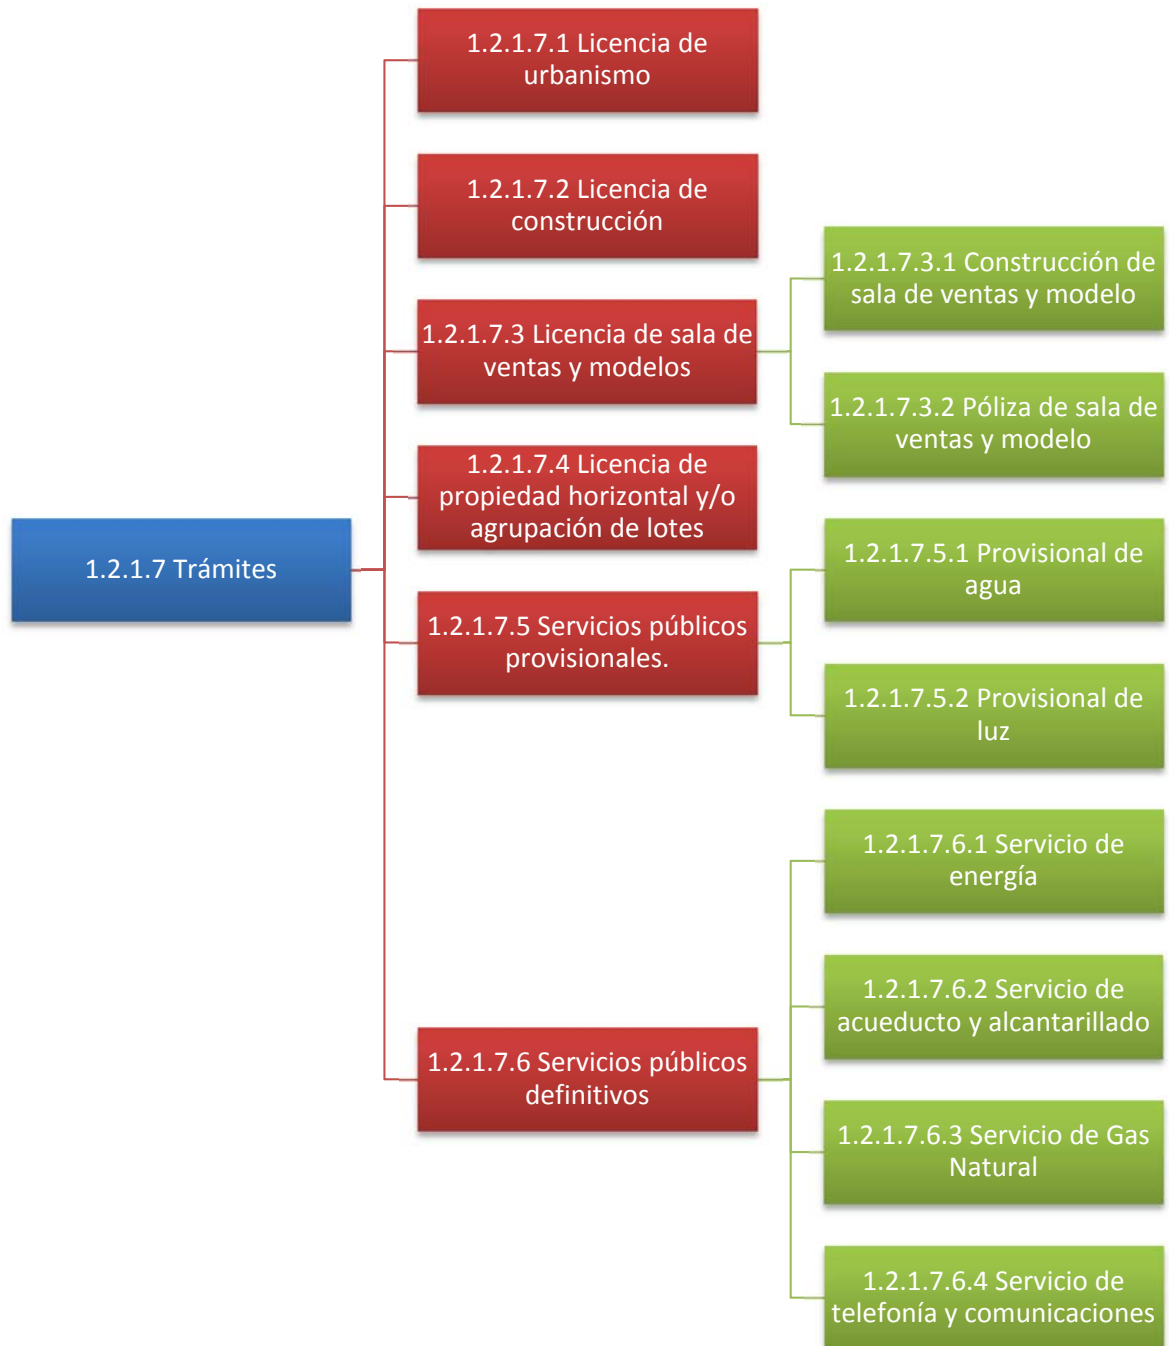 1.2.1.7 Trámites
1.2.1.7.1 Licencia de
urbanismo
1.2.1.7.2 Licencia de
construcción
1.2.1.7.3 Licencia de sala de
ventas y modelos
1.2.1.7.3.1 Construcción de
sala de ventas y modelo
1.2.1.7.3.2 Póliza de sala de
ventas y modelo
1.2.1.7.4 Licencia de
propiedad horizontal y/o
agrupación de lotes
1.2.1.7.5 Servicios públicos
provisionales.
1.2.1.7.5.1 Provisional de
agua
1.2.1.7.5.2 Provisional de
luz
1.2.1.7.6 Servicios públicos
definitivos
1.2.1.7.6.1 Servicio de
energía
1.2.1.7.6.2 Servicio de
acueducto y alcantarillado
1.2.1.7.6.3 Servicio de Gas
Natural
1.2.1.7.6.4 Servicio de
telefonía y comunicaciones